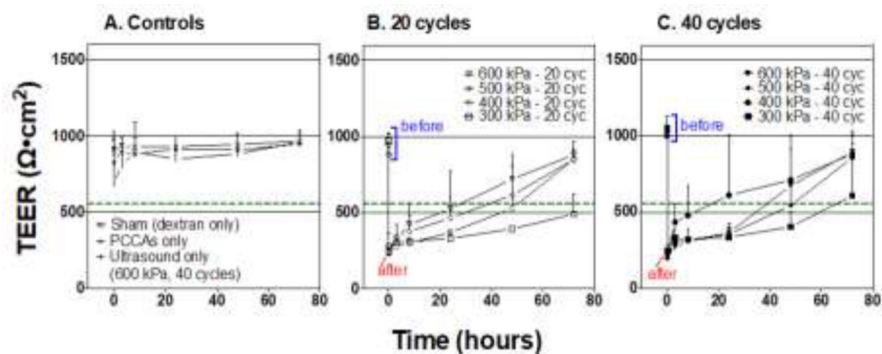 A. Controls
B. 20 cycles
C. 40 cycles
TEER (Ω•cm²)
1500
1000
500
0
Sham (dextran only)
PCCAs only
Ultrasound only
(600 kPa, 40 cycles)
0 20 40 60 80
1500
1000
500
0
600 kPa - 20 cyc
500 kPa - 20 cyc
400 kPa - 20 cyc
300 kPa - 20 cyc
before
after
0 20 40 60 80
1500
1000
500
0
600 kPa - 40 cyc
500 kPa - 40 cyc
400 kPa - 40 cyc
300 kPa - 40 cyc
before
after
0 20 40 60 80
Time (hours)